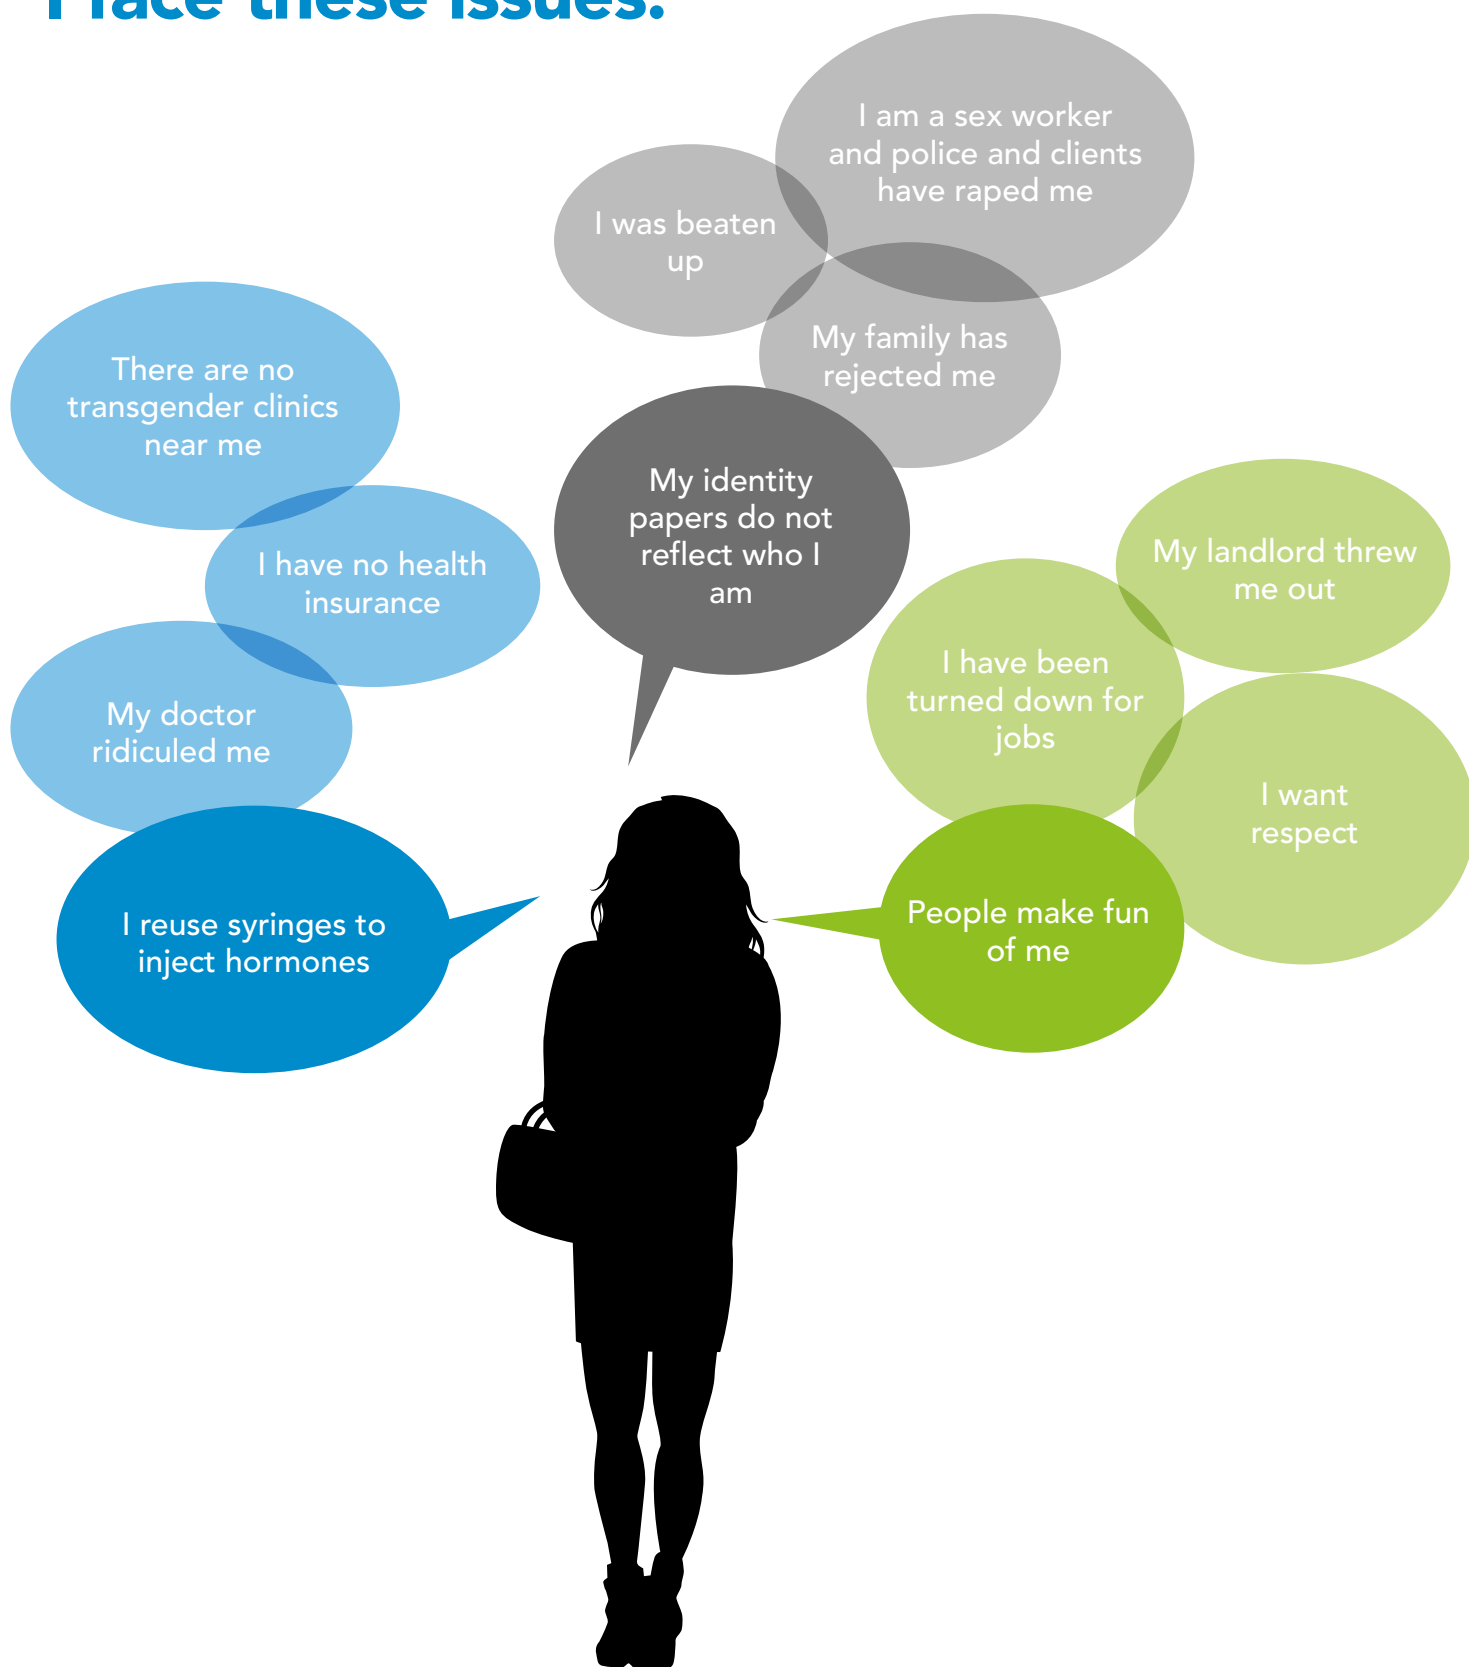 I face these issues:
I am a sex worker
and police and clients
have raped me
I was beaten
up
My family has
rejected me
There are no
transgender clinics
near me
My identity
papers do not
reflect who I
am
I have no health
insurance
My landlord threw
me out
I have been
turned down for
jobs
My doctor
ridiculed me
I want
respect
I reuse syringes to
inject hormones
People make fun
of me